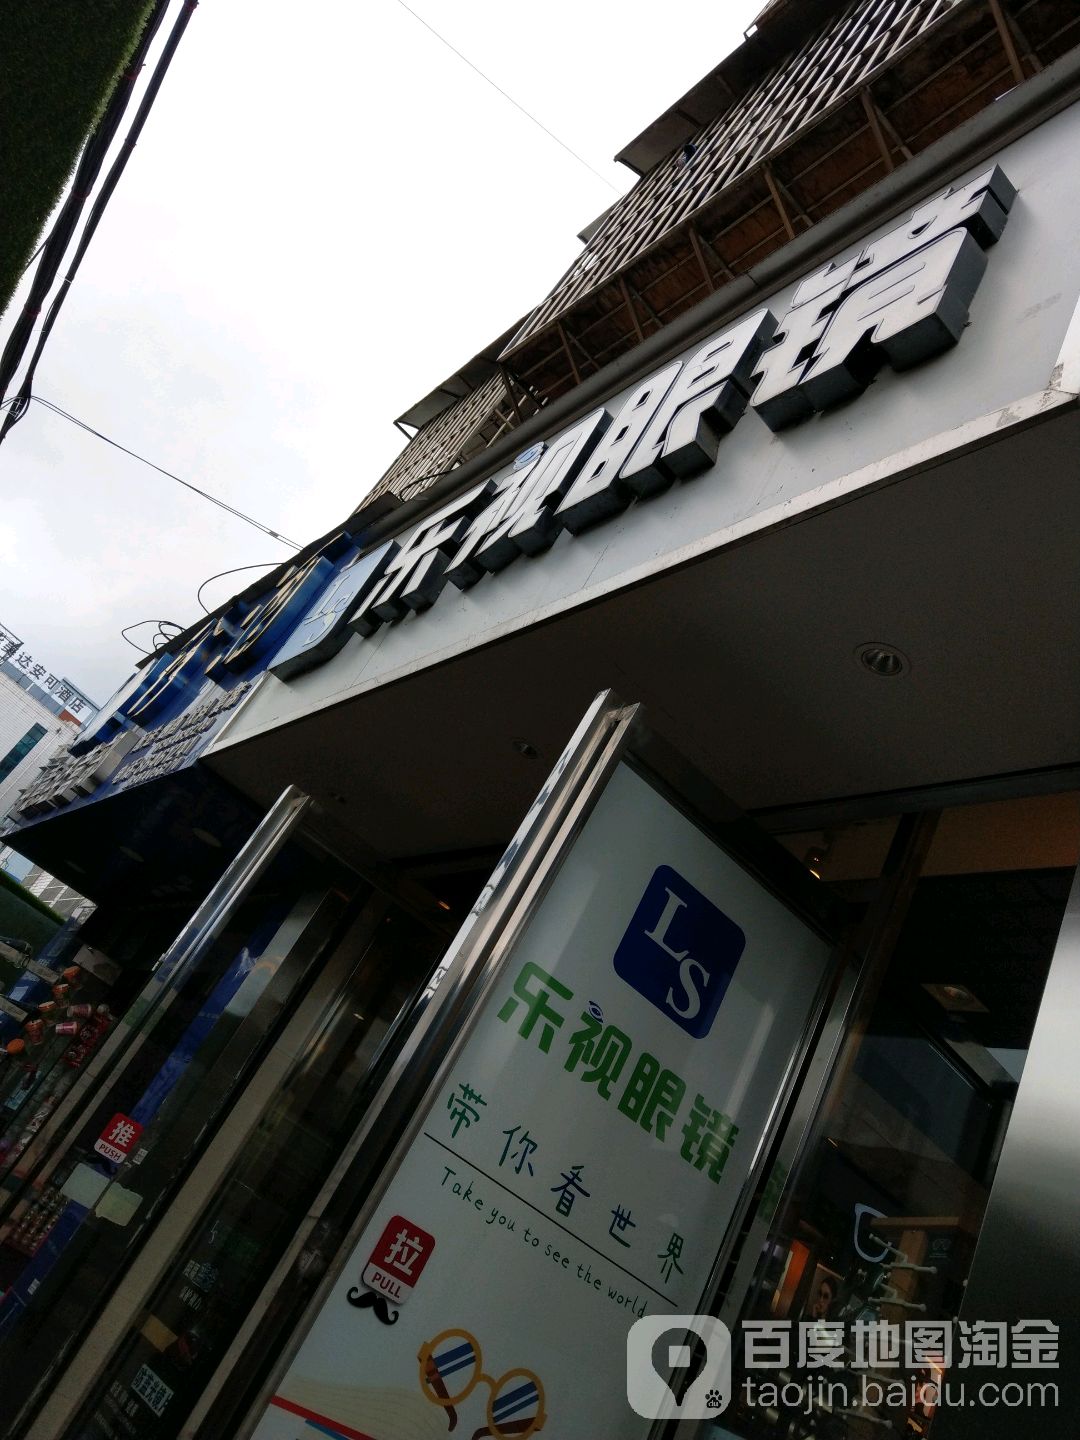 LS 乐视眼镜
达安可酒店
LS
乐视眼镜
带你看世界
Take you to see the world
推
PUSH
拉
PULL
百度地图淘金
taojin.baidu.com